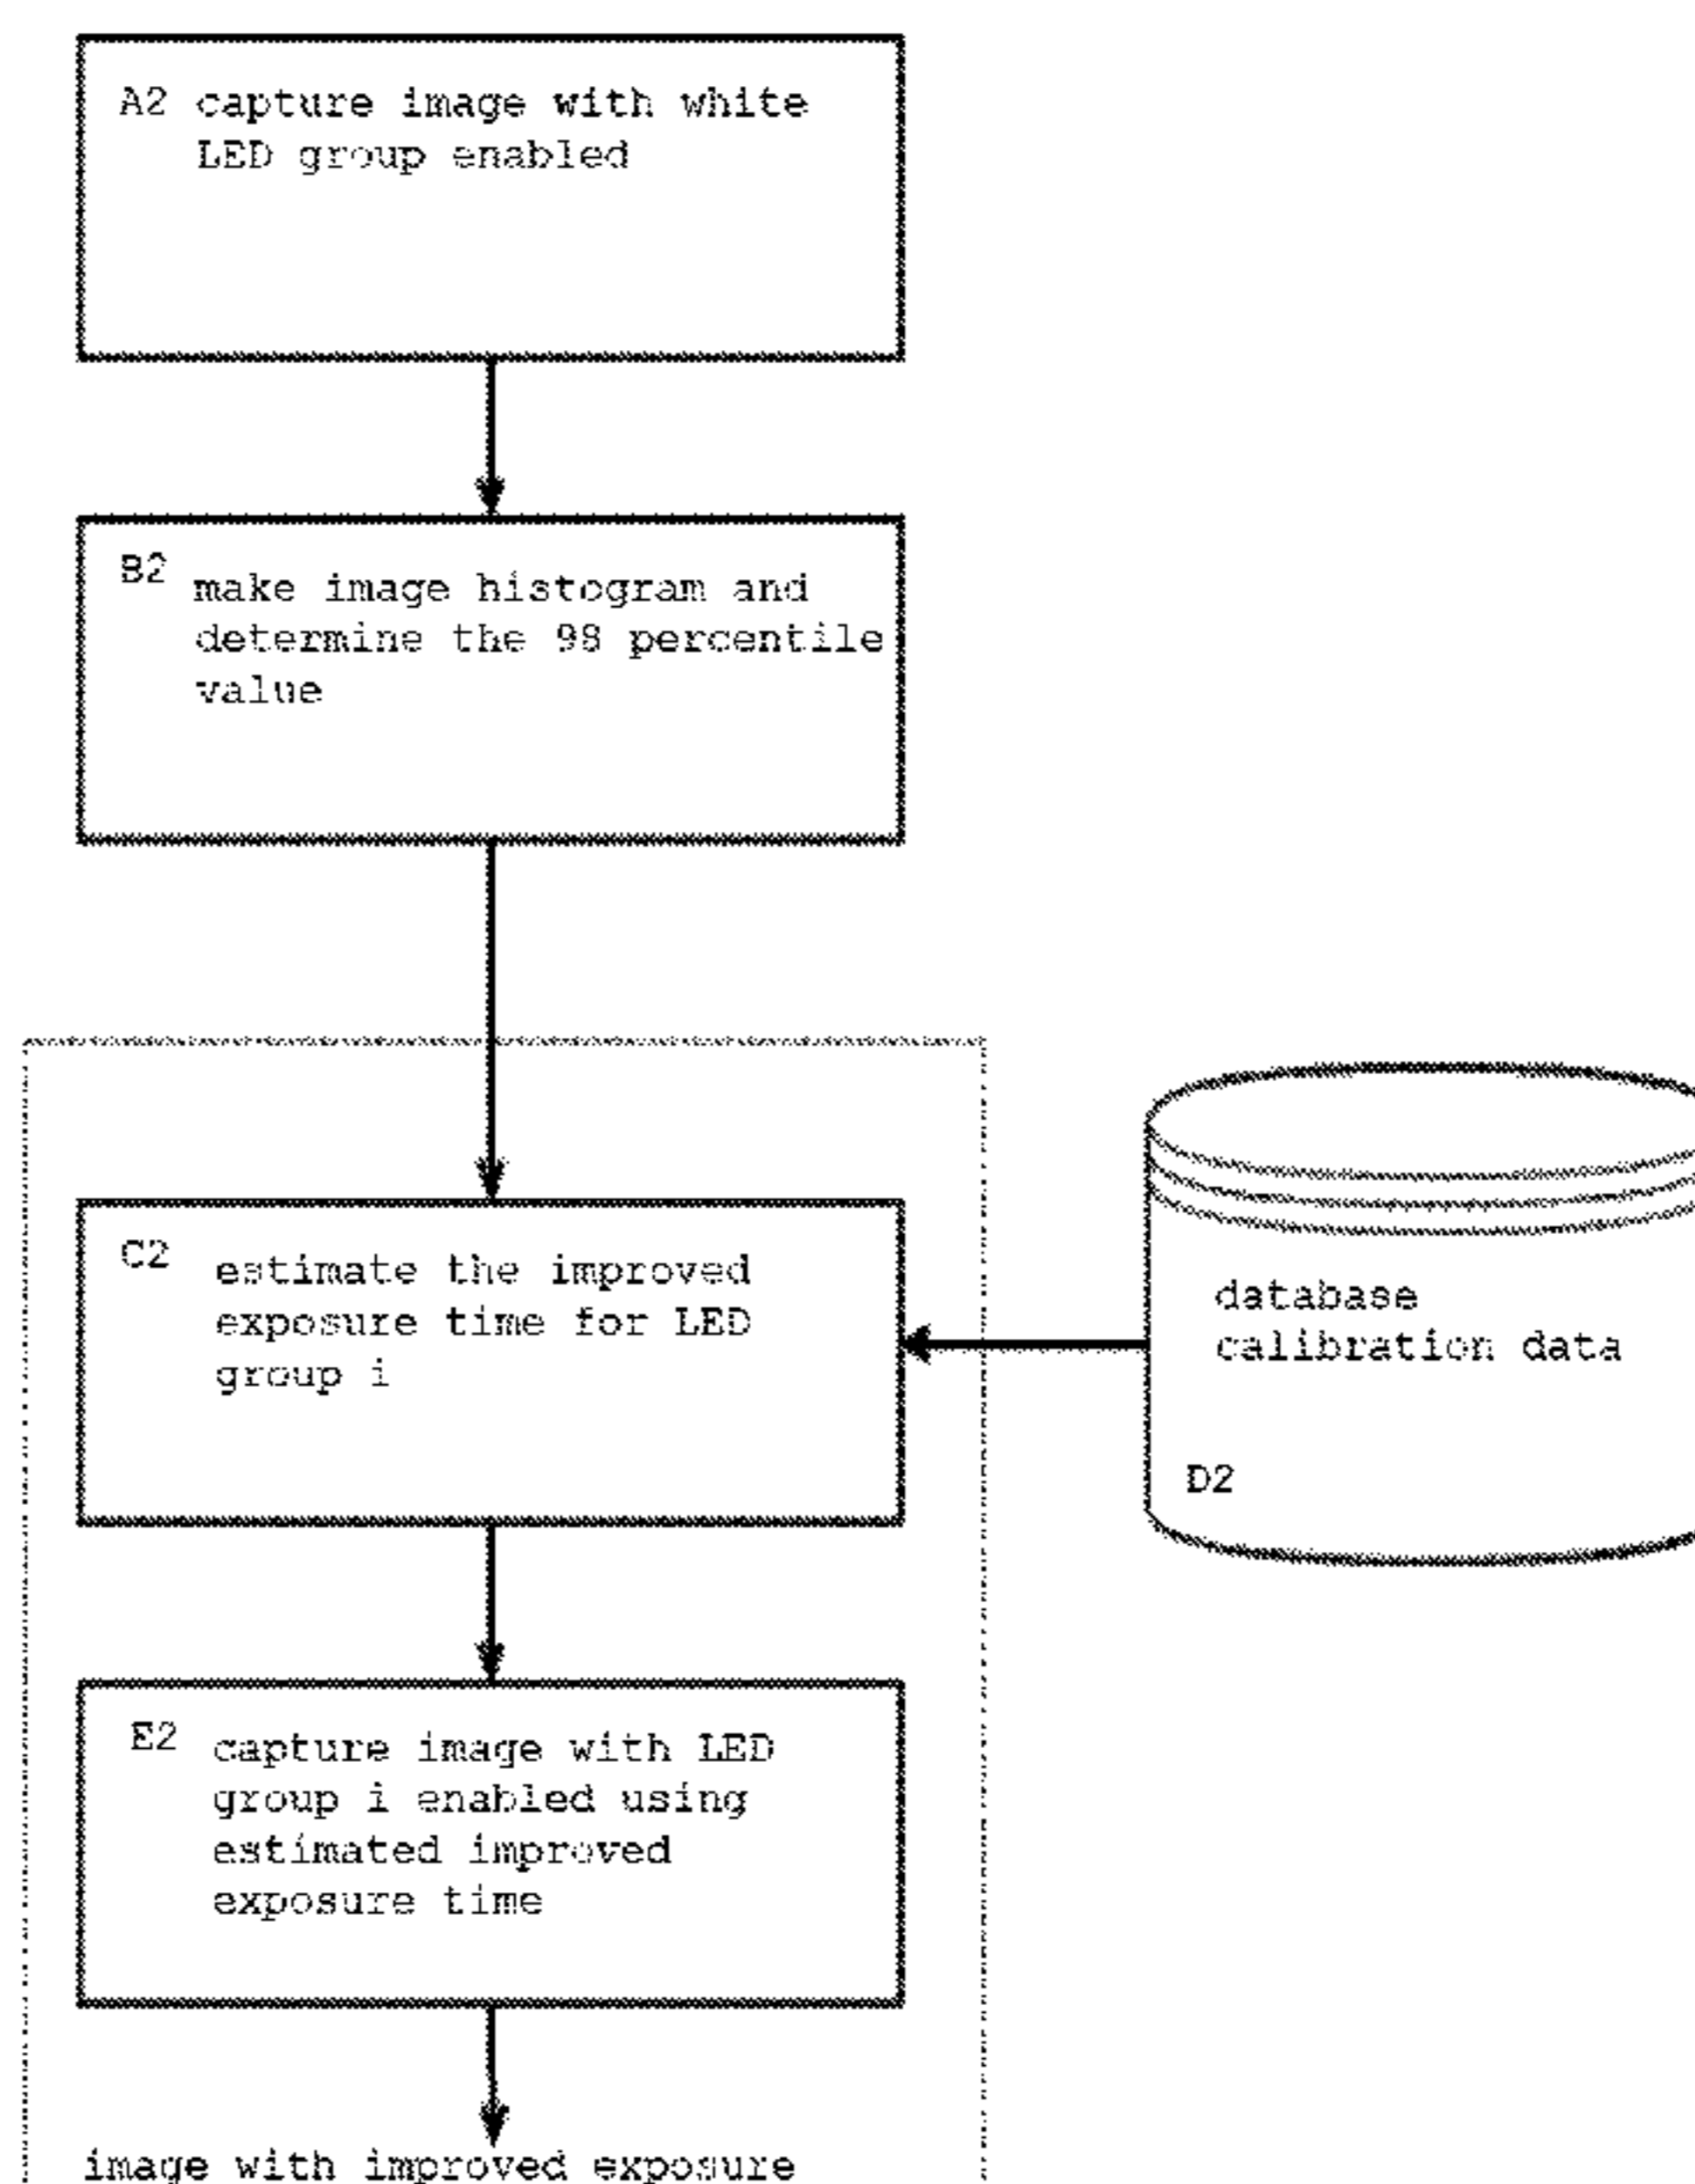 A2 capture image with white
LED group enabled
B2 make image histogram and
determine the 98 percentile
value
C2 estimate the improved
exposure time for LED
group i
database
calibration data
D2
E2 capture image with LED
group i enabled using
estimated improved
exposure time
image with improved exposure